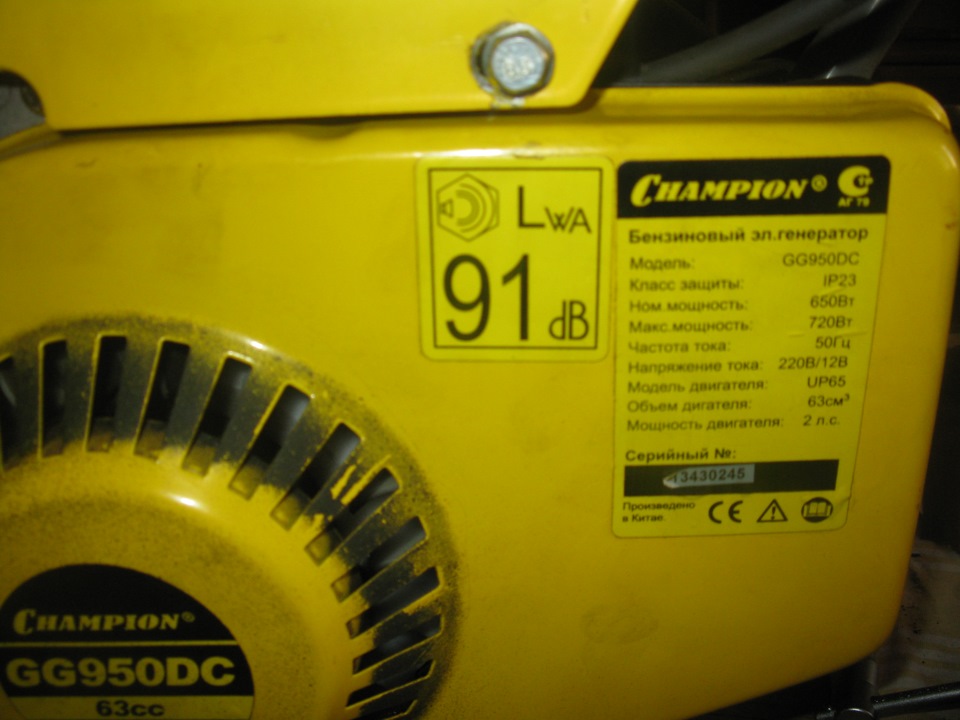 LWA
91 dB
CHAMPION®
АГ 79
Бензиновый эл.генератор
Модель: GG950DC
Класс защиты: IP23
Ном.мощность: 650Вт
Макс.мощность: 720Вт
Частота тока: 50Гц
Напряжение тока: 220В/12В
Модель двигателя: UP65
Объем дигателя: 63см³
Мощность двигателя: 2 л.с.
Серийный №:
13430245
Произведено
в Китае.
CE
CHAMPION®
GG950DC
63cc